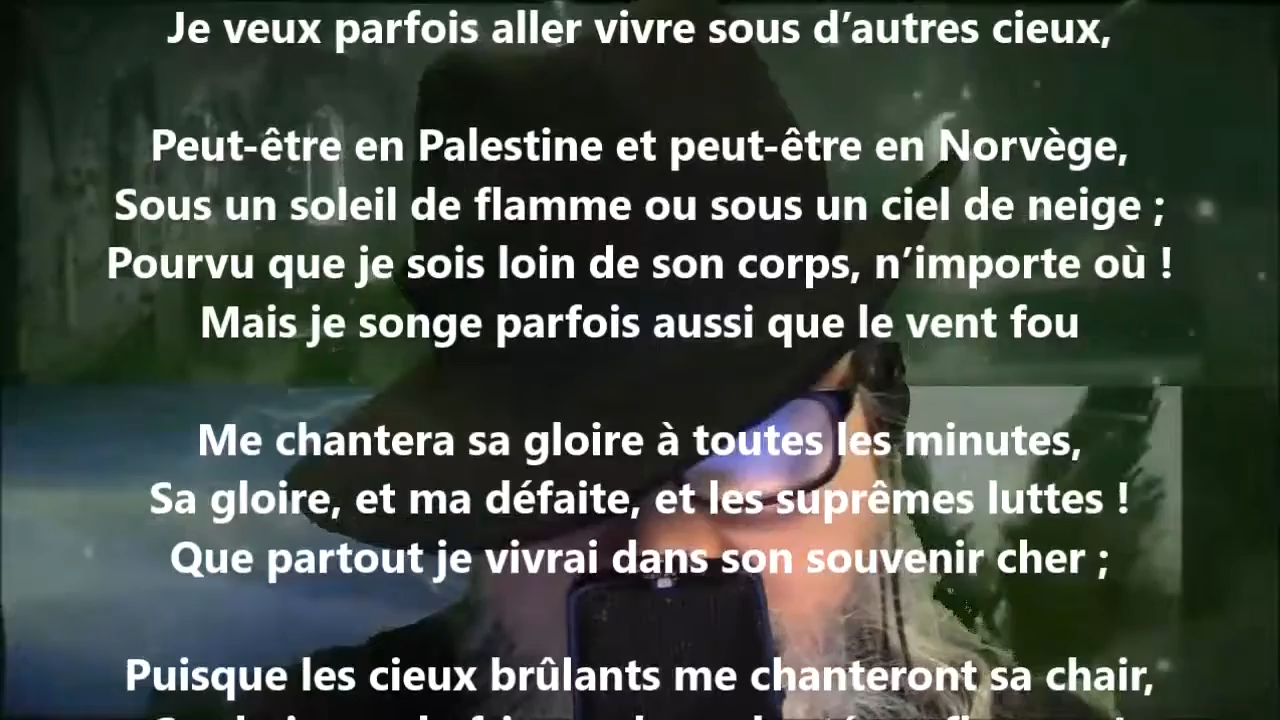 Je veux parfois aller vivre sous d’autres cieux,
Peut-être en Palestine et peut-être en Norvège,
Sous un soleil de flamme ou sous un ciel de neige ;
Pourvu que je sois loin de son corps, n’importe où !
Mais je songe parfois aussi que le vent fou
Me chantera sa gloire à toutes les minutes,
Sa gloire, et ma défaite, et les suprêmes luttes !
Que partout je vivrai dans son souvenir cher ;
Puisque les cieux brûlants me chanteront sa chair,